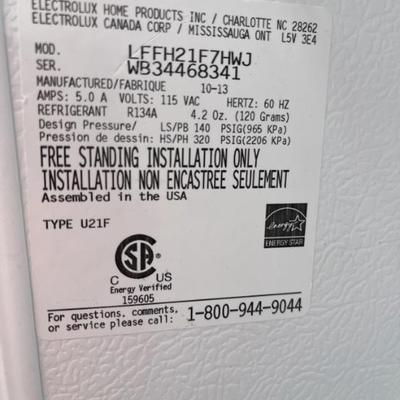 ELECTROLUX HOME PRODUCTS INC / CHARLOTTE NC 28262
ELECTROLUX CANADA CORP / MISSISSAUGA ONT L5V 3E4
MOD. LFFH21F7HWJ
SER. WB34468341
MANUFACTURED/FABRIQUE 10-13
AMPS: 5.0 A VOLTS: 115 VAC HERTZ: 60 HZ
REFRIGERANT R134A 4.2 Oz. (120 Grams)
Design Pressure/ LS/PB 140 PSIG(965 KPa)
Pression de dessin: HS/PH 320 PSIG(2206 KPa)
FREE STANDING INSTALLATION ONLY
INSTALLATION NON ENCASTREE SEULEMENT
Assembled in the USA
TYPE U21F
energy
ENERGY STAR
CSA
C US
Energy Verified
159605
For questions, comments,
or service please call: 1-800-944-9044